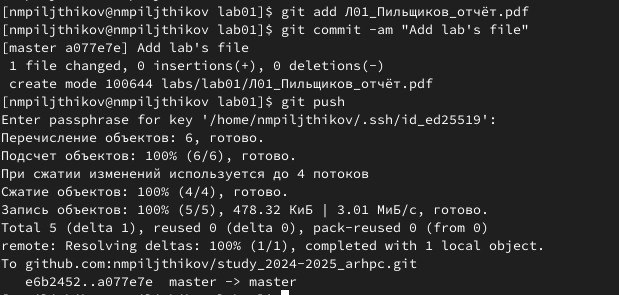 [nmpiljthikov@nmpiljthikov lab01]$ git add Л01_Пильщиков_отчёт.pdf
[nmpiljthikov@nmpiljthikov lab01]$ git commit -am "Add lab's file"
[master a077e7e] Add lab's file
1 file changed, 0 insertions(+), 0 deletions(-)
create mode 100644 labs/lab01/Л01_Пильщиков_отчёт.pdf
[nmpiljthikov@nmpiljthikov lab01]$ git push
Enter passphrase for key '/home/nmpiljthikov/.ssh/id_ed25519':
Перечисление объектов: 6, готово.
Подсчет объектов: 100% (6/6), готово.
При сжатии изменений используется до 4 потоков
Сжатие объектов: 100% (4/4), готово.
Запись объектов: 100% (5/5), 478.32 КиБ | 3.01 МиБ/с, готово.
Total 5 (delta 1), reused 0 (delta 0), pack-reused 0 (from 0)
remote: Resolving deltas: 100% (1/1), completed with 1 local object.
To github.com:nmpiljthikov/study_2024-2025_arhpc.git
e6b2452..a077e7e  master -> master